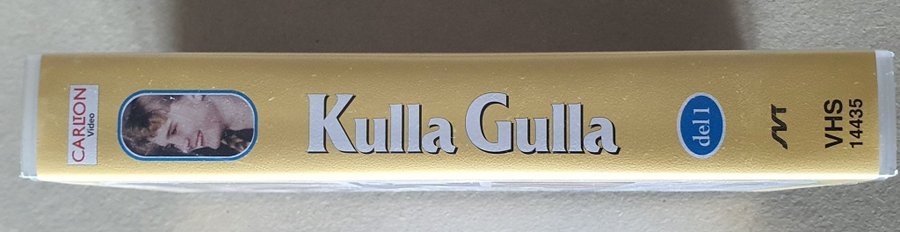 CARLTON
Video
Kulla Gulla
del 1
SVT
VHS
14435